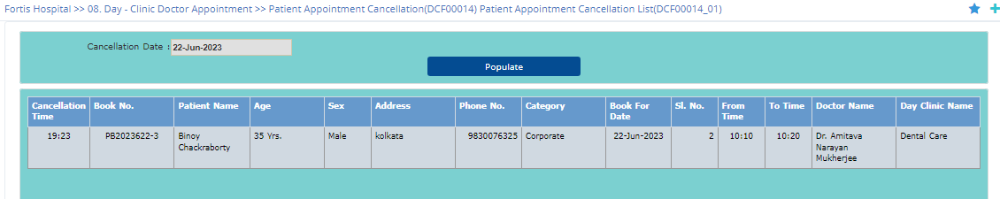 Fortis Hospital >> 08. Day - Clinic Doctor Appointment >> Patient Appointment Cancellation(DCF00014) Patient Appointment Cancellation List(DCF00014_01)
Cancellation Date : 22-Jun-2023
Populate
Cancellation Time Book No. Patient Name Age Sex Address Phone No. Category Book For Date Sl. No. From Time To Time Doctor Name Day Clinic Name
19:23 PB2023622-3 Binoy Chackraborty 35 Yrs. Male kolkata 9830076325 Corporate 22-Jun-2023 2 10:10 10:20 Dr. Amitava Narayan Mukherjee Dental Care